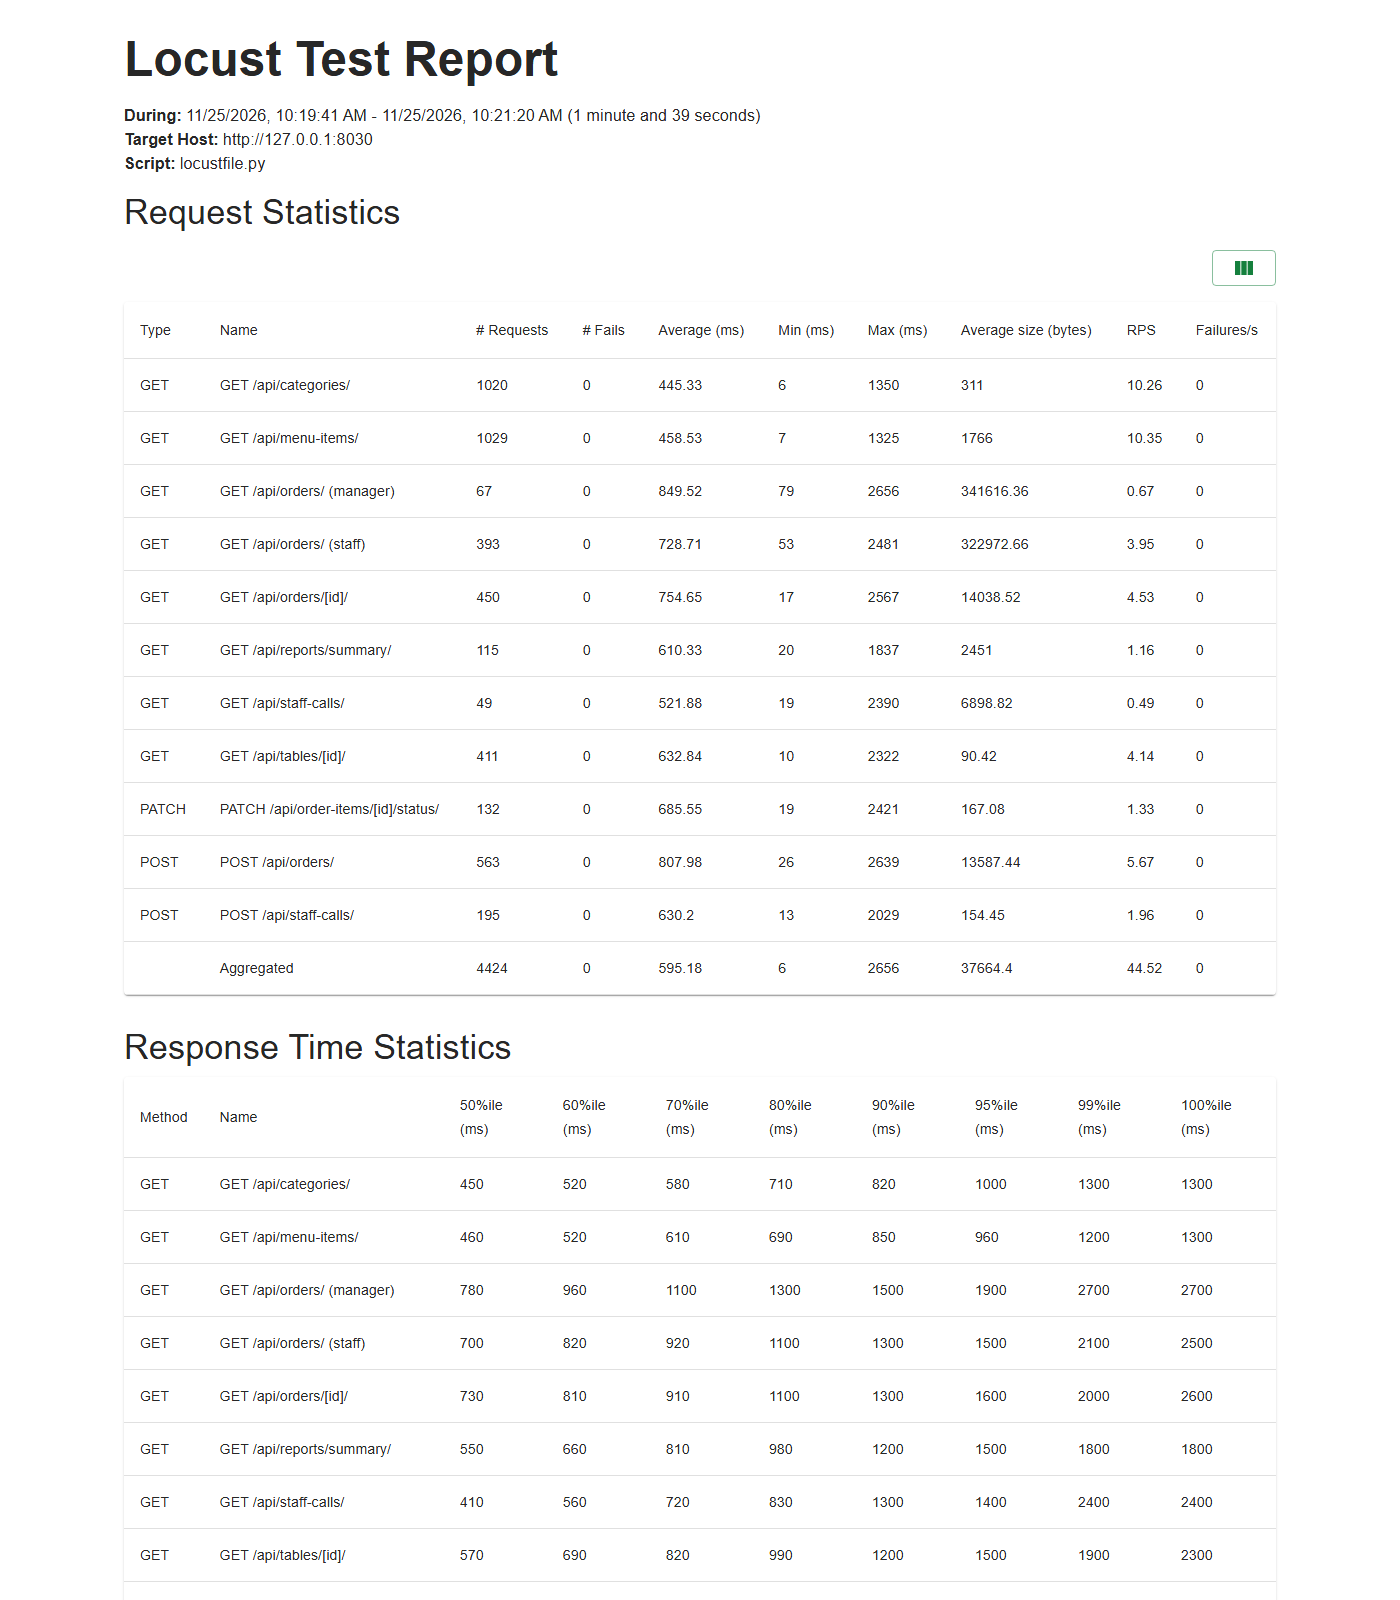 Locust Test Report
During: 11/25/2026, 10:19:41 AM - 11/25/2026, 10:21:20 AM (1 minute and 39 seconds)
Target Host: http://127.0.0.1:8030
Script: locustfile.py
Request Statistics
Type Name # Requests # Fails Average (ms) Min (ms) Max (ms) Average size (bytes) RPS Failures/s
GET GET /api/categories/ 1020 0 445.33 6 1350 311 10.26 0
GET GET /api/menu-items/ 1029 0 458.53 7 1325 1766 10.35 0
GET GET /api/orders/ (manager) 67 0 849.52 79 2656 341616.36 0.67 0
GET GET /api/orders/ (staff) 393 0 728.71 53 2481 322972.66 3.95 0
GET GET /api/orders/[id]/ 450 0 754.65 17 2567 14038.52 4.53 0
GET GET /api/reports/summary/ 115 0 610.33 20 1837 2451 1.16 0
GET GET /api/staff-calls/ 49 0 521.88 19 2390 6898.82 0.49 0
GET GET /api/tables/[id]/ 411 0 632.84 10 2322 90.42 4.14 0
PATCH PATCH /api/order-items/[id]/status/ 132 0 685.55 19 2421 167.08 1.33 0
POST POST /api/orders/ 563 0 807.98 26 2639 13587.44 5.67 0
POST POST /api/staff-calls/ 195 0 630.2 13 2029 154.45 1.96 0
Aggregated 4424 0 595.18 6 2656 37664.4 44.52 0
Response Time Statistics
Method Name 50%ile (ms) 60%ile (ms) 70%ile (ms) 80%ile (ms) 90%ile (ms) 95%ile (ms) 99%ile (ms) 100%ile (ms)
GET GET /api/categories/ 450 520 580 710 820 1000 1300 1300
GET GET /api/menu-items/ 460 520 610 690 850 960 1200 1300
GET GET /api/orders/ (manager) 780 960 1100 1300 1500 1900 2700 2700
GET GET /api/orders/ (staff) 700 820 920 1100 1300 1500 2100 2500
GET GET /api/orders/[id]/ 730 810 910 1100 1300 1600 2000 2600
GET GET /api/reports/summary/ 550 660 810 980 1200 1500 1800 1800
GET GET /api/staff-calls/ 410 560 720 830 1300 1400 2400 2400
GET GET /api/tables/[id]/ 570 690 820 990 1200 1500 1900 2300